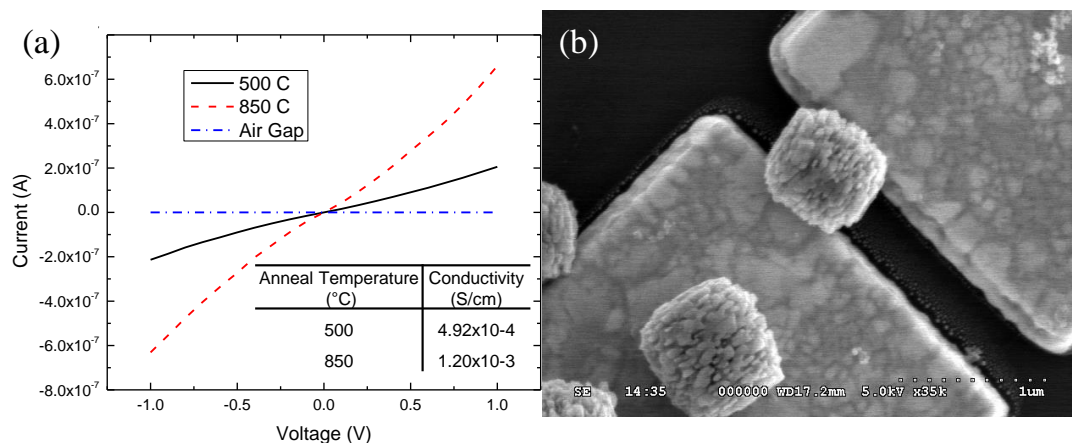 (a)
6.0x10⁻⁷
4.0x10⁻⁷
2.0x10⁻⁷
0.0
-2.0x10⁻⁷
-4.0x10⁻⁷
-6.0x10⁻⁷
-8.0x10⁻⁷
Current (A)
500 C
850 C
Air Gap
Anneal Temperature (°C) Conductivity (S/cm)
500 4.92x10-4
850 1.20x10-3
-1.0 -0.5 0.0 0.5 1.0
Voltage (V)
(b)
SE 14:35 000000 WD17.2mm 5.0kV x35k 1um